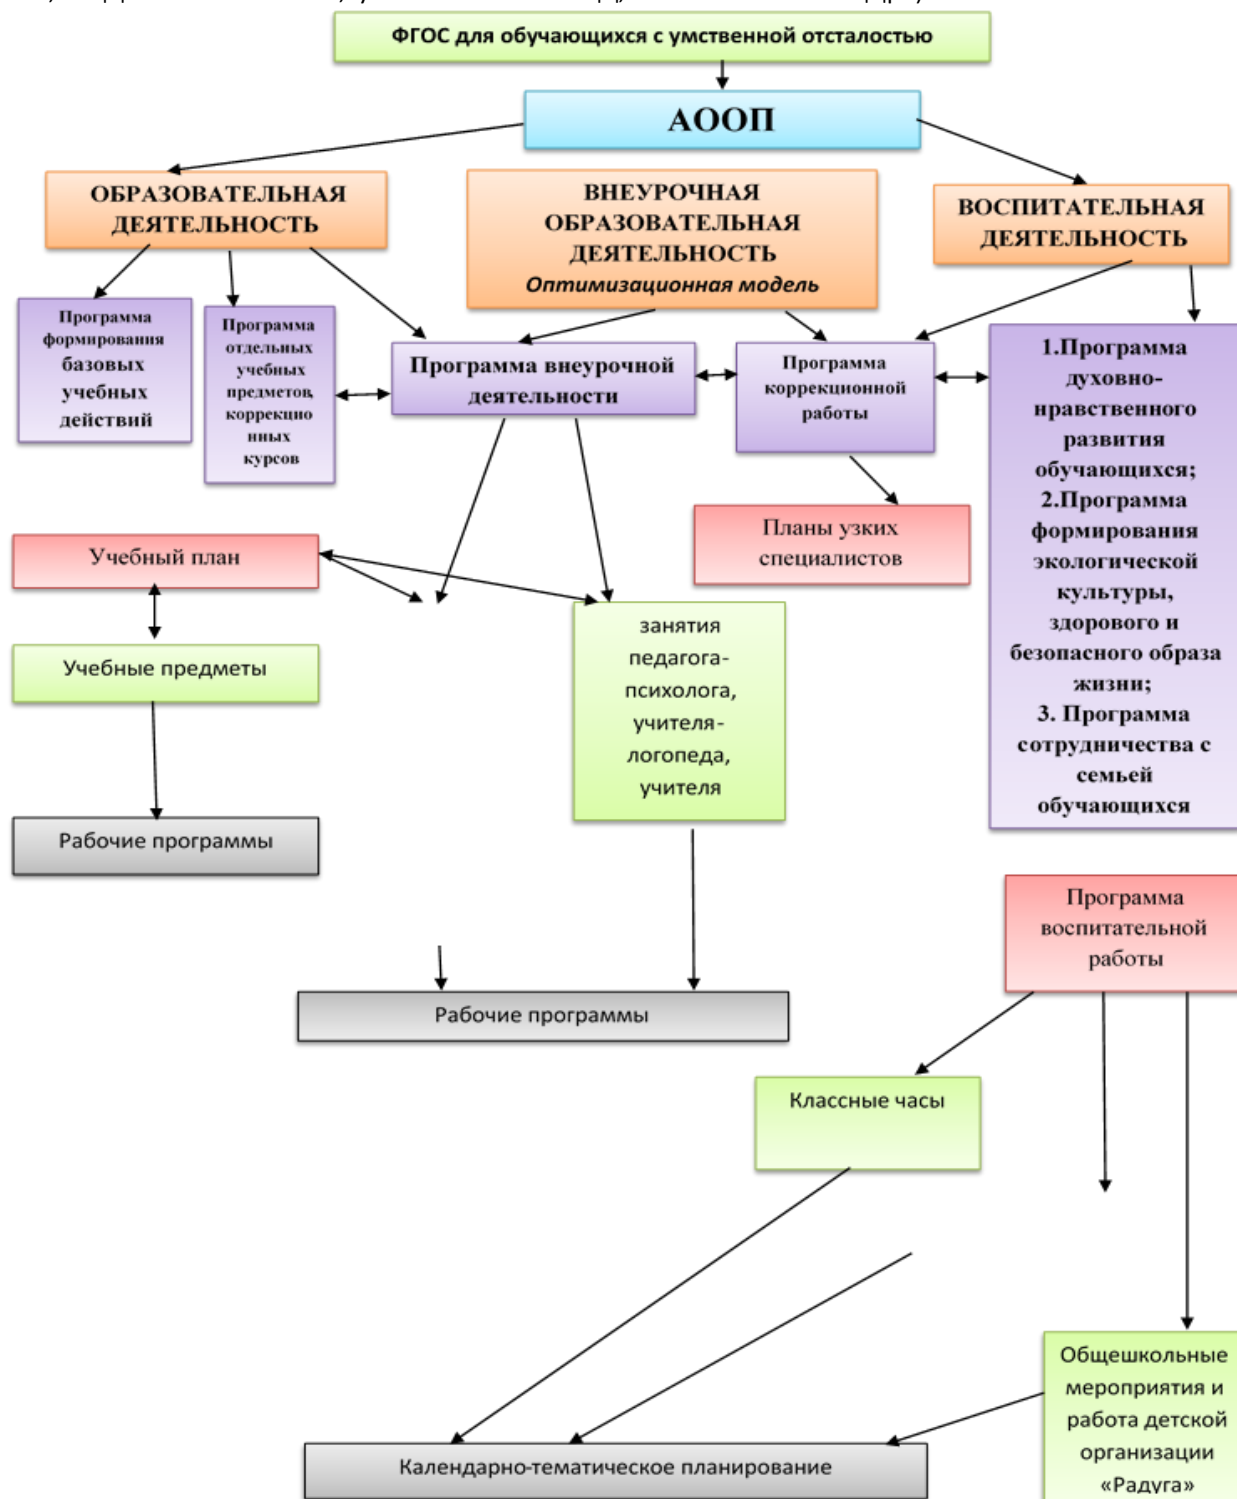 ФГОС для обучающихся с умственной отсталостью
АООП
ОБРАЗОВАТЕЛЬНАЯ
ДЕЯТЕЛЬНОСТЬ
ВНЕУРОЧНАЯ
ОБРАЗОВАТЕЛЬНАЯ
ДЕЯТЕЛЬНОСТЬ
Оптимизационная модель
ВОСПИТАТЕЛЬНАЯ
ДЕЯТЕЛЬНОСТЬ
Программа
формирования
базовых
учебных
действий
Программа
отдельных
учебных
предметов,
коррекцио
нных
курсов
Программа внеурочной
деятельности
Программа
коррекционной
работы
1.Программа
духовно-
нравственного
развития
обучающихся;
2.Программа
формирования
экологической
культуры,
здорового и
безопасного образа
жизни;
3. Программа
сотрудничества с
семьей
обучающихся
Планы узких
специалистов
Учебный план
Учебные предметы
занятия
педагога-
психолога,
учителя-
логопеда,
учителя
Рабочие программы
Программа
воспитательной
работы
Рабочие программы
Классные часы
Общешкольные
мероприятия и
работа детской
организации
«Радуга»
Календарно-тематическое планирование